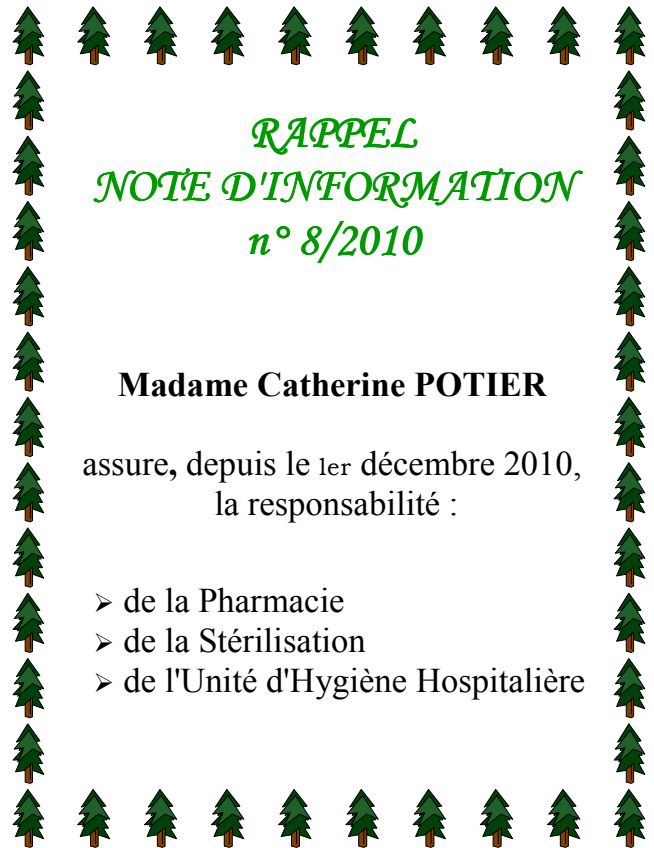 RAPPEL
NOTE D'INFORMATION
n° 8/2010
Madame Catherine POTIER
assure, depuis le 1er décembre 2010,
la responsabilité :
➢ de la Pharmacie
➢ de la Stérilisation
➢ de l'Unité d'Hygiène Hospitalière